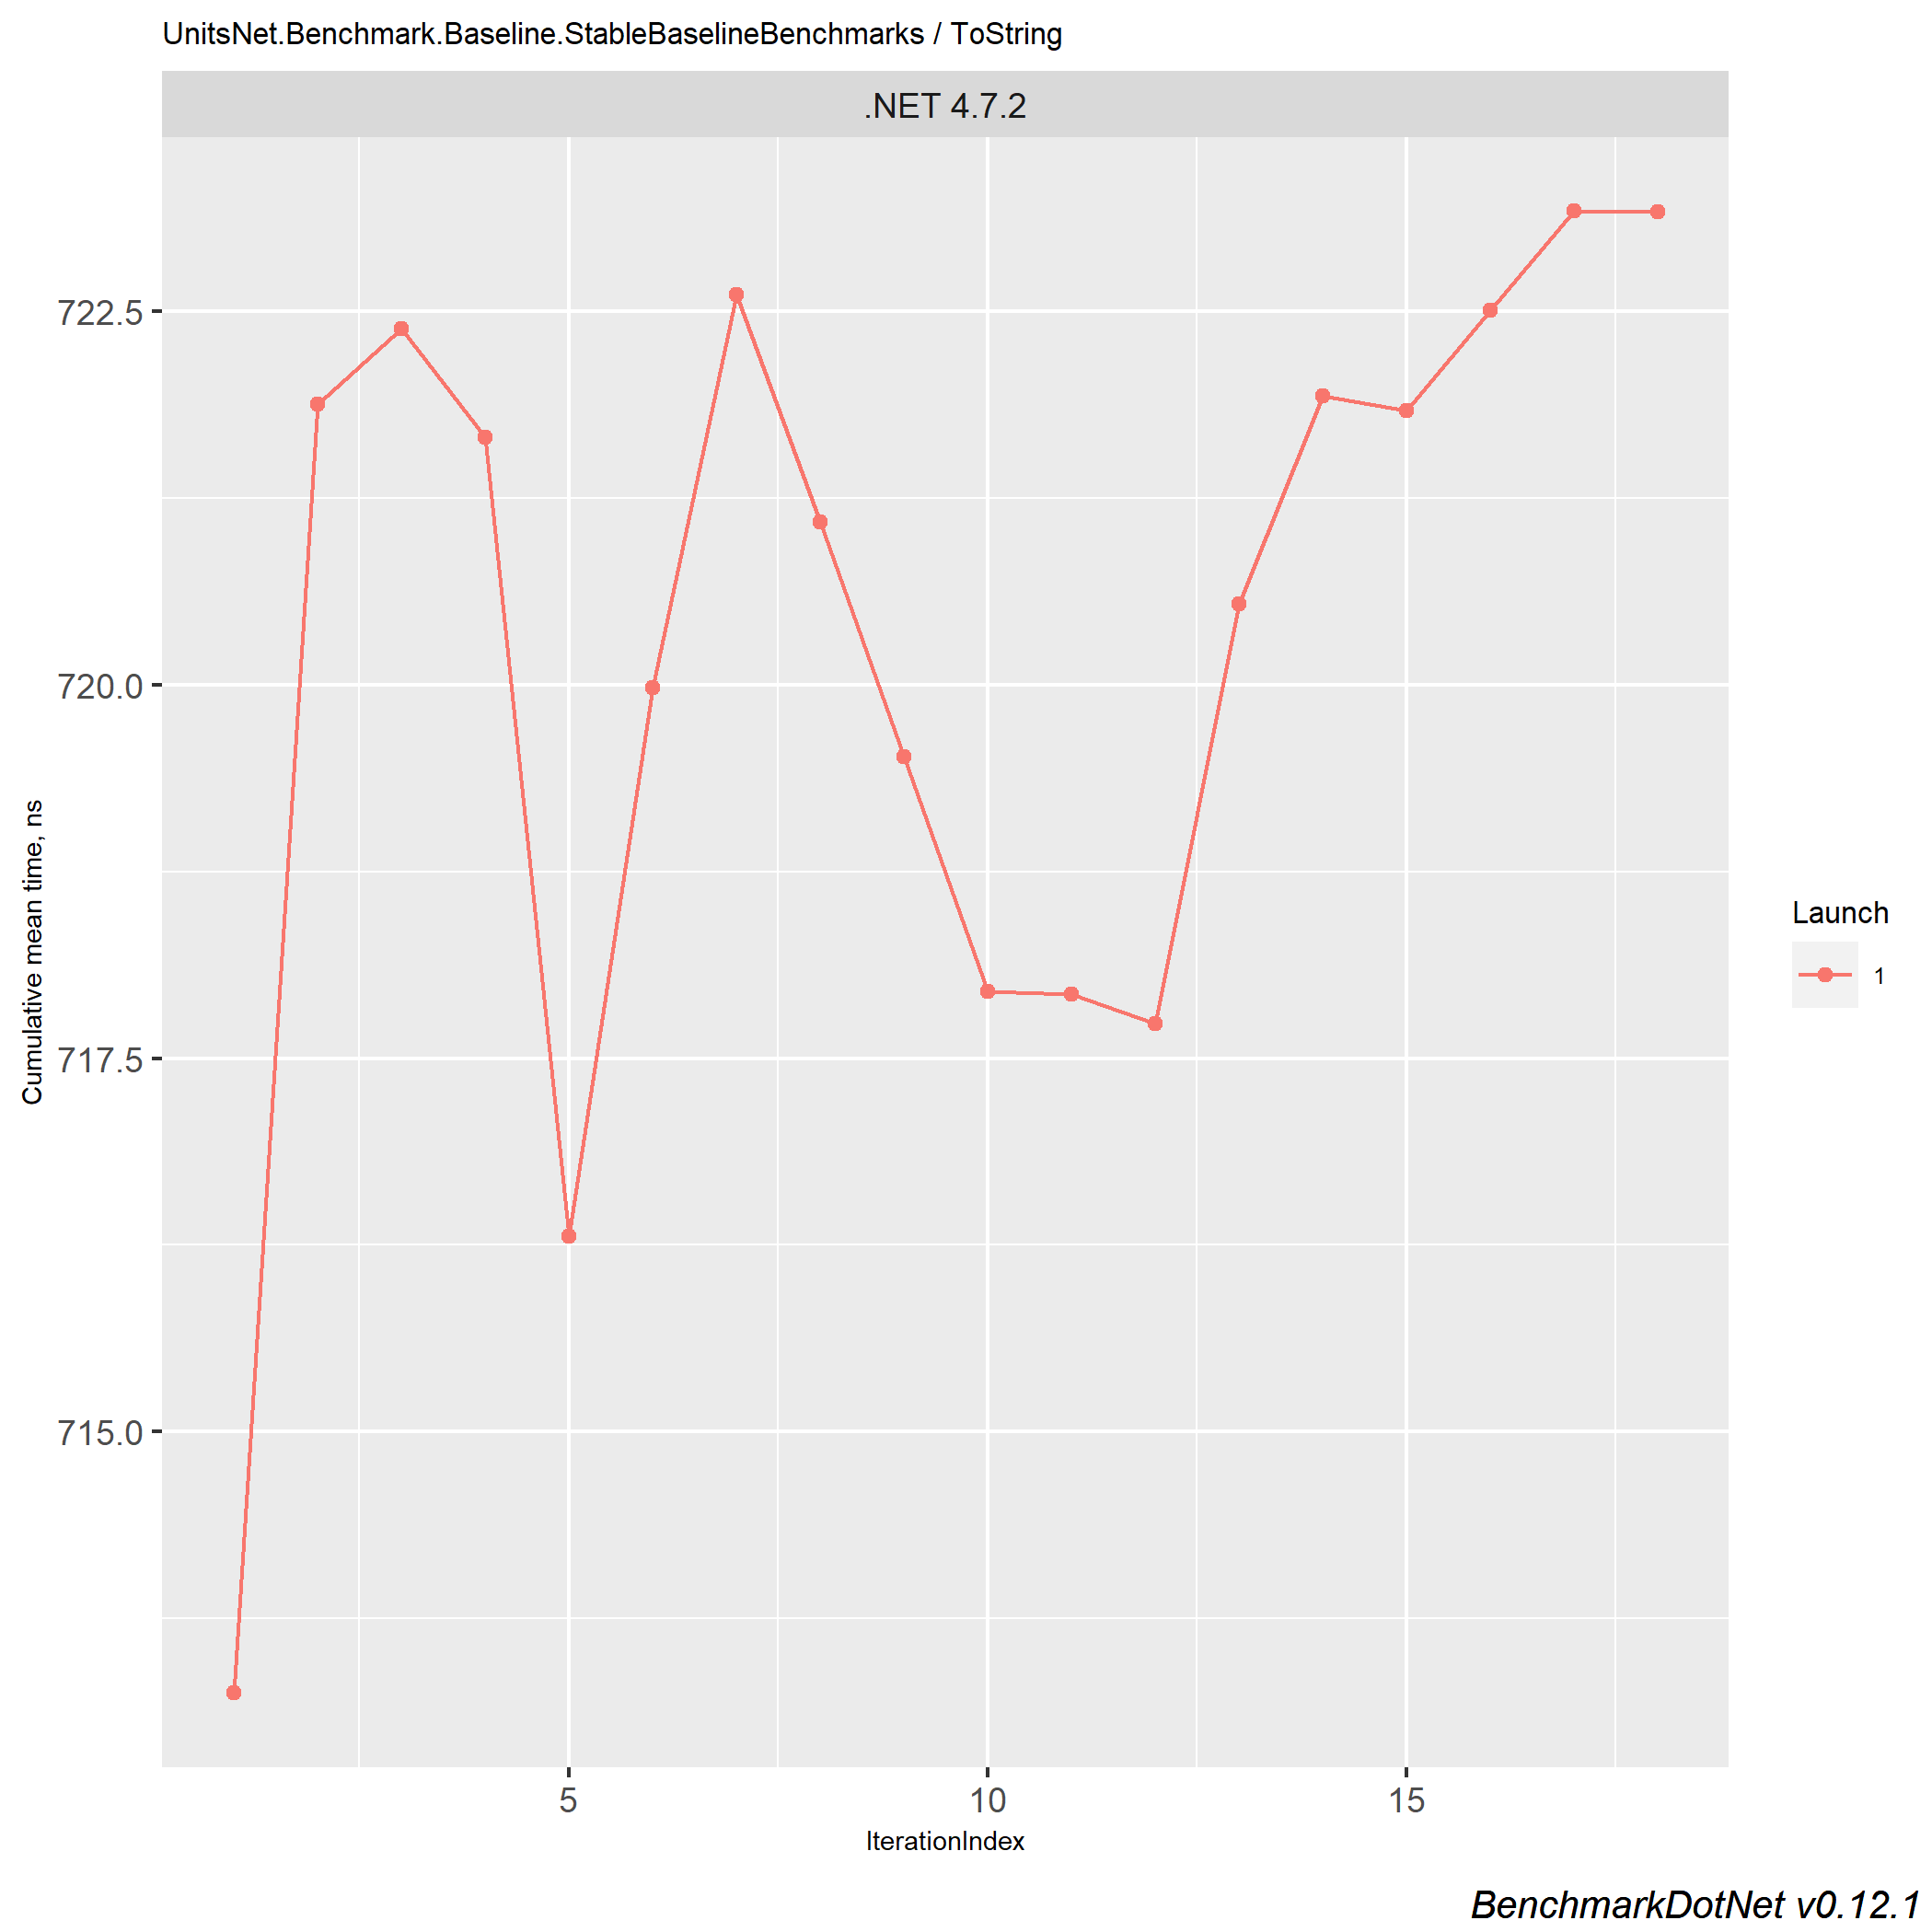 UnitsNet.Benchmark.Baseline.StableBaselineBenchmarks / ToString
.NET 4.7.2
722.5
720.0
717.5
715.0
Cumulative mean time, ns
5
10
15
IterationIndex
Launch
1
BenchmarkDotNet v0.12.1